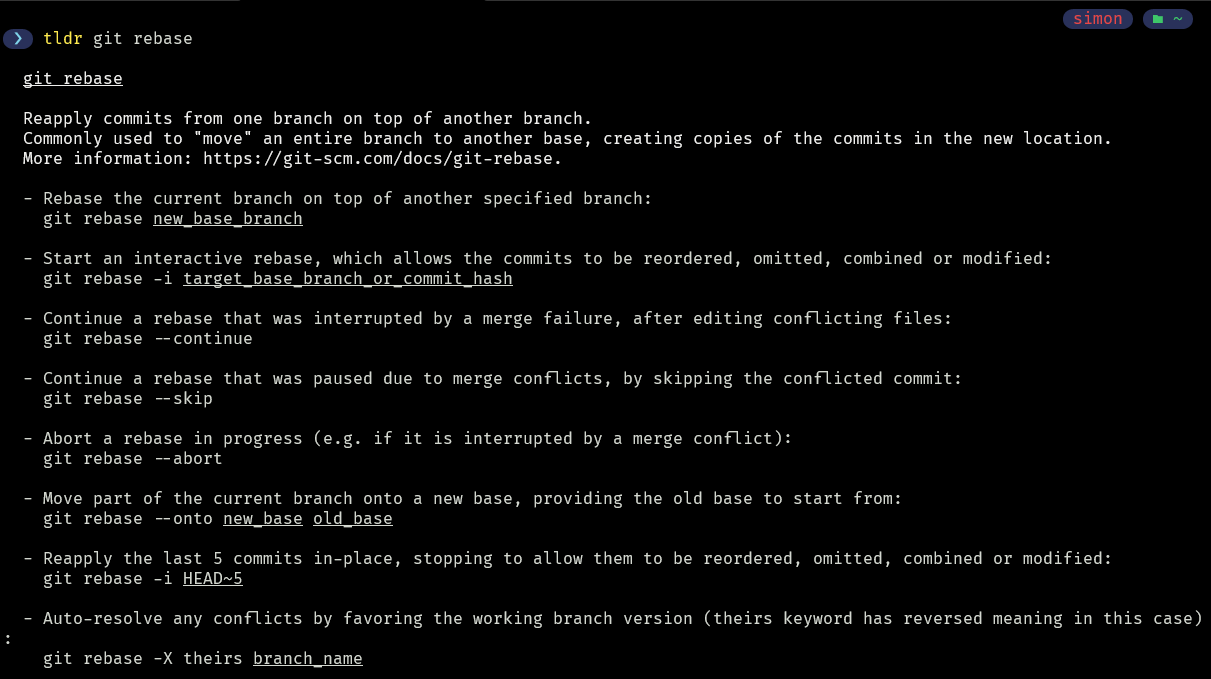 simon ~
❯ tldr git rebase
git rebase
Reapply commits from one branch on top of another branch.
Commonly used to "move" an entire branch to another base, creating copies of the commits in the new location.
More information: https://git-scm.com/docs/git-rebase.
- Rebase the current branch on top of another specified branch:
git rebase new_base_branch
- Start an interactive rebase, which allows the commits to be reordered, omitted, combined or modified:
git rebase -i target_base_branch_or_commit_hash
- Continue a rebase that was interrupted by a merge failure, after editing conflicting files:
git rebase --continue
- Continue a rebase that was paused due to merge conflicts, by skipping the conflicted commit:
git rebase --skip
- Abort a rebase in progress (e.g. if it is interrupted by a merge conflict):
git rebase --abort
- Move part of the current branch onto a new base, providing the old base to start from:
git rebase --onto new_base old_base
- Reapply the last 5 commits in-place, stopping to allow them to be reordered, omitted, combined or modified:
git rebase -i HEAD~5
- Auto-resolve any conflicts by favoring the working branch version (theirs keyword has reversed meaning in this case)
:
git rebase -X theirs branch_name